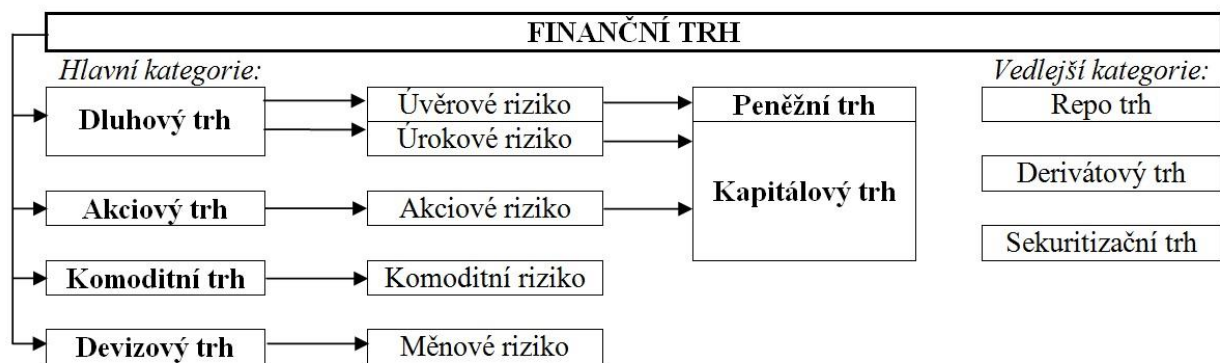 FINANČNÍ TRH
Hlavní kategorie:
Vedlejší kategorie:
Dluhový trh
Úvěrové riziko
Úrokové riziko
Peněžní trh
Kapitálový trh
Repo trh
Derivátový trh
Sekuritizační trh
Akciový trh
Akciové riziko
Komoditní trh
Komoditní riziko
Devizový trh
Měnové riziko